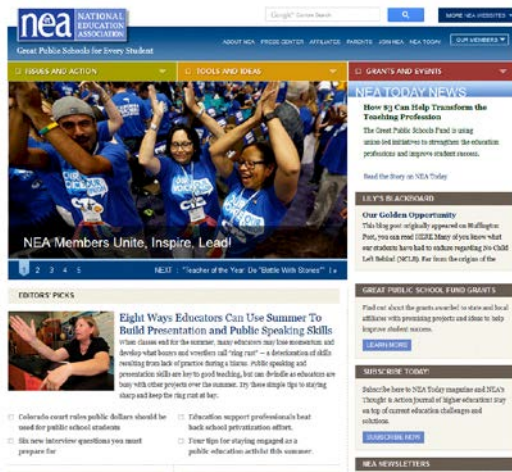 nea NATIONAL
EDUCATION
ASSOCIATION
Great Public Schools for Every Student
Google™ Custom Search
MORE NEA WEBSITES
ABOUT NEA PRESS CENTER AFFILIATES PARENTS JOIN NEA NEA TODAY OUR MEMBERS
ISSUES AND ACTION
TOOLS AND IDEAS
GRANTS AND EVENTS
NEA Members Unite, Inspire, Lead!
1 2 3 4 5 NEXT : "Teacher of the Year Do "Battle With Stories""
EDITORS' PICKS
Eight Ways Educators Can Use Summer To
Build Presentation and Public Speaking Skills
When classes end for the summer, many educators may lose momentum and
develop what boxers and wrestlers call "ring rust" — a deterioration of skills
resulting from lack of practice during a hiatus. Public speaking and
presentation skills are key to good teaching, but can dwindle as educators are
busy with other projects over the summer. Try these simple tips to staying
sharp and keep the ring rust at bay.
Colorado court rules public dollars should be
used for public school students
Six new interview questions you must
prepare for
Education support professionals beat
back school privatization effort.
Four tips for staying engaged as a
public education activist this summer.
NEA TODAY NEWS
How $3 Can Help Transform the
Teaching Profession
The Great Public Schools Fund is using
union-led initiatives to strengthen the education
professions and improve student success.
Read the Story on NEA Today
LILY'S BLACKBOARD
Our Golden Opportunity
This blog post originally appeared on Huffington
Post, you can read HERE Many of you know what
our students have had to endure regarding No Child
Left Behind (NCLB). Far from the origins of the
GREAT PUBLIC SCHOOL FUND GRANTS
Find out about the grants awarded to state and local
affiliates with promising projects and ideas to help
improve student success.
LEARN MORE
SUBSCRIBE TODAY!
Subscribe here to NEA Today magazine and NEA's
Thought & Action Journal of higher education! Stay
on top of current education challenges and
solutions.
SUBSCRIBE NOW
NEA NEWSLETTERS